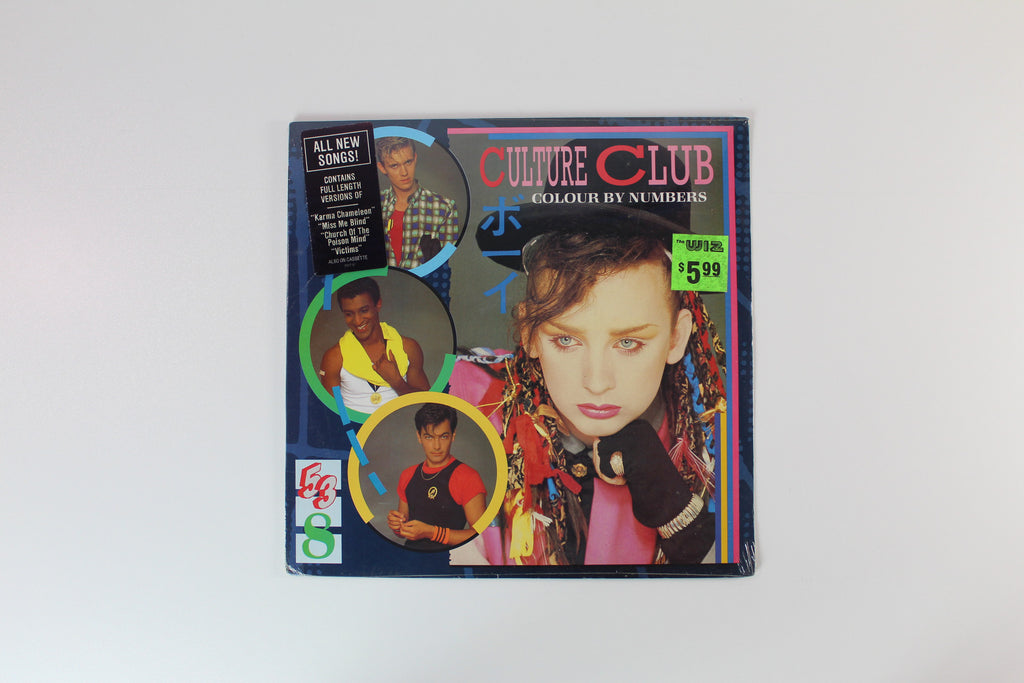 ALL NEW
SONGS!
CONTAINS
FULL LENGTH
VERSIONS OF
"Karma Chameleon"
"Miss Me Blind"
"Church Of The
Poison Mind"
"Victims"
ALSO ON CASSETTE
CULTURE CLUB
COLOUR BY NUMBERS
ボーイ
The WIZ
$5.99
53
8